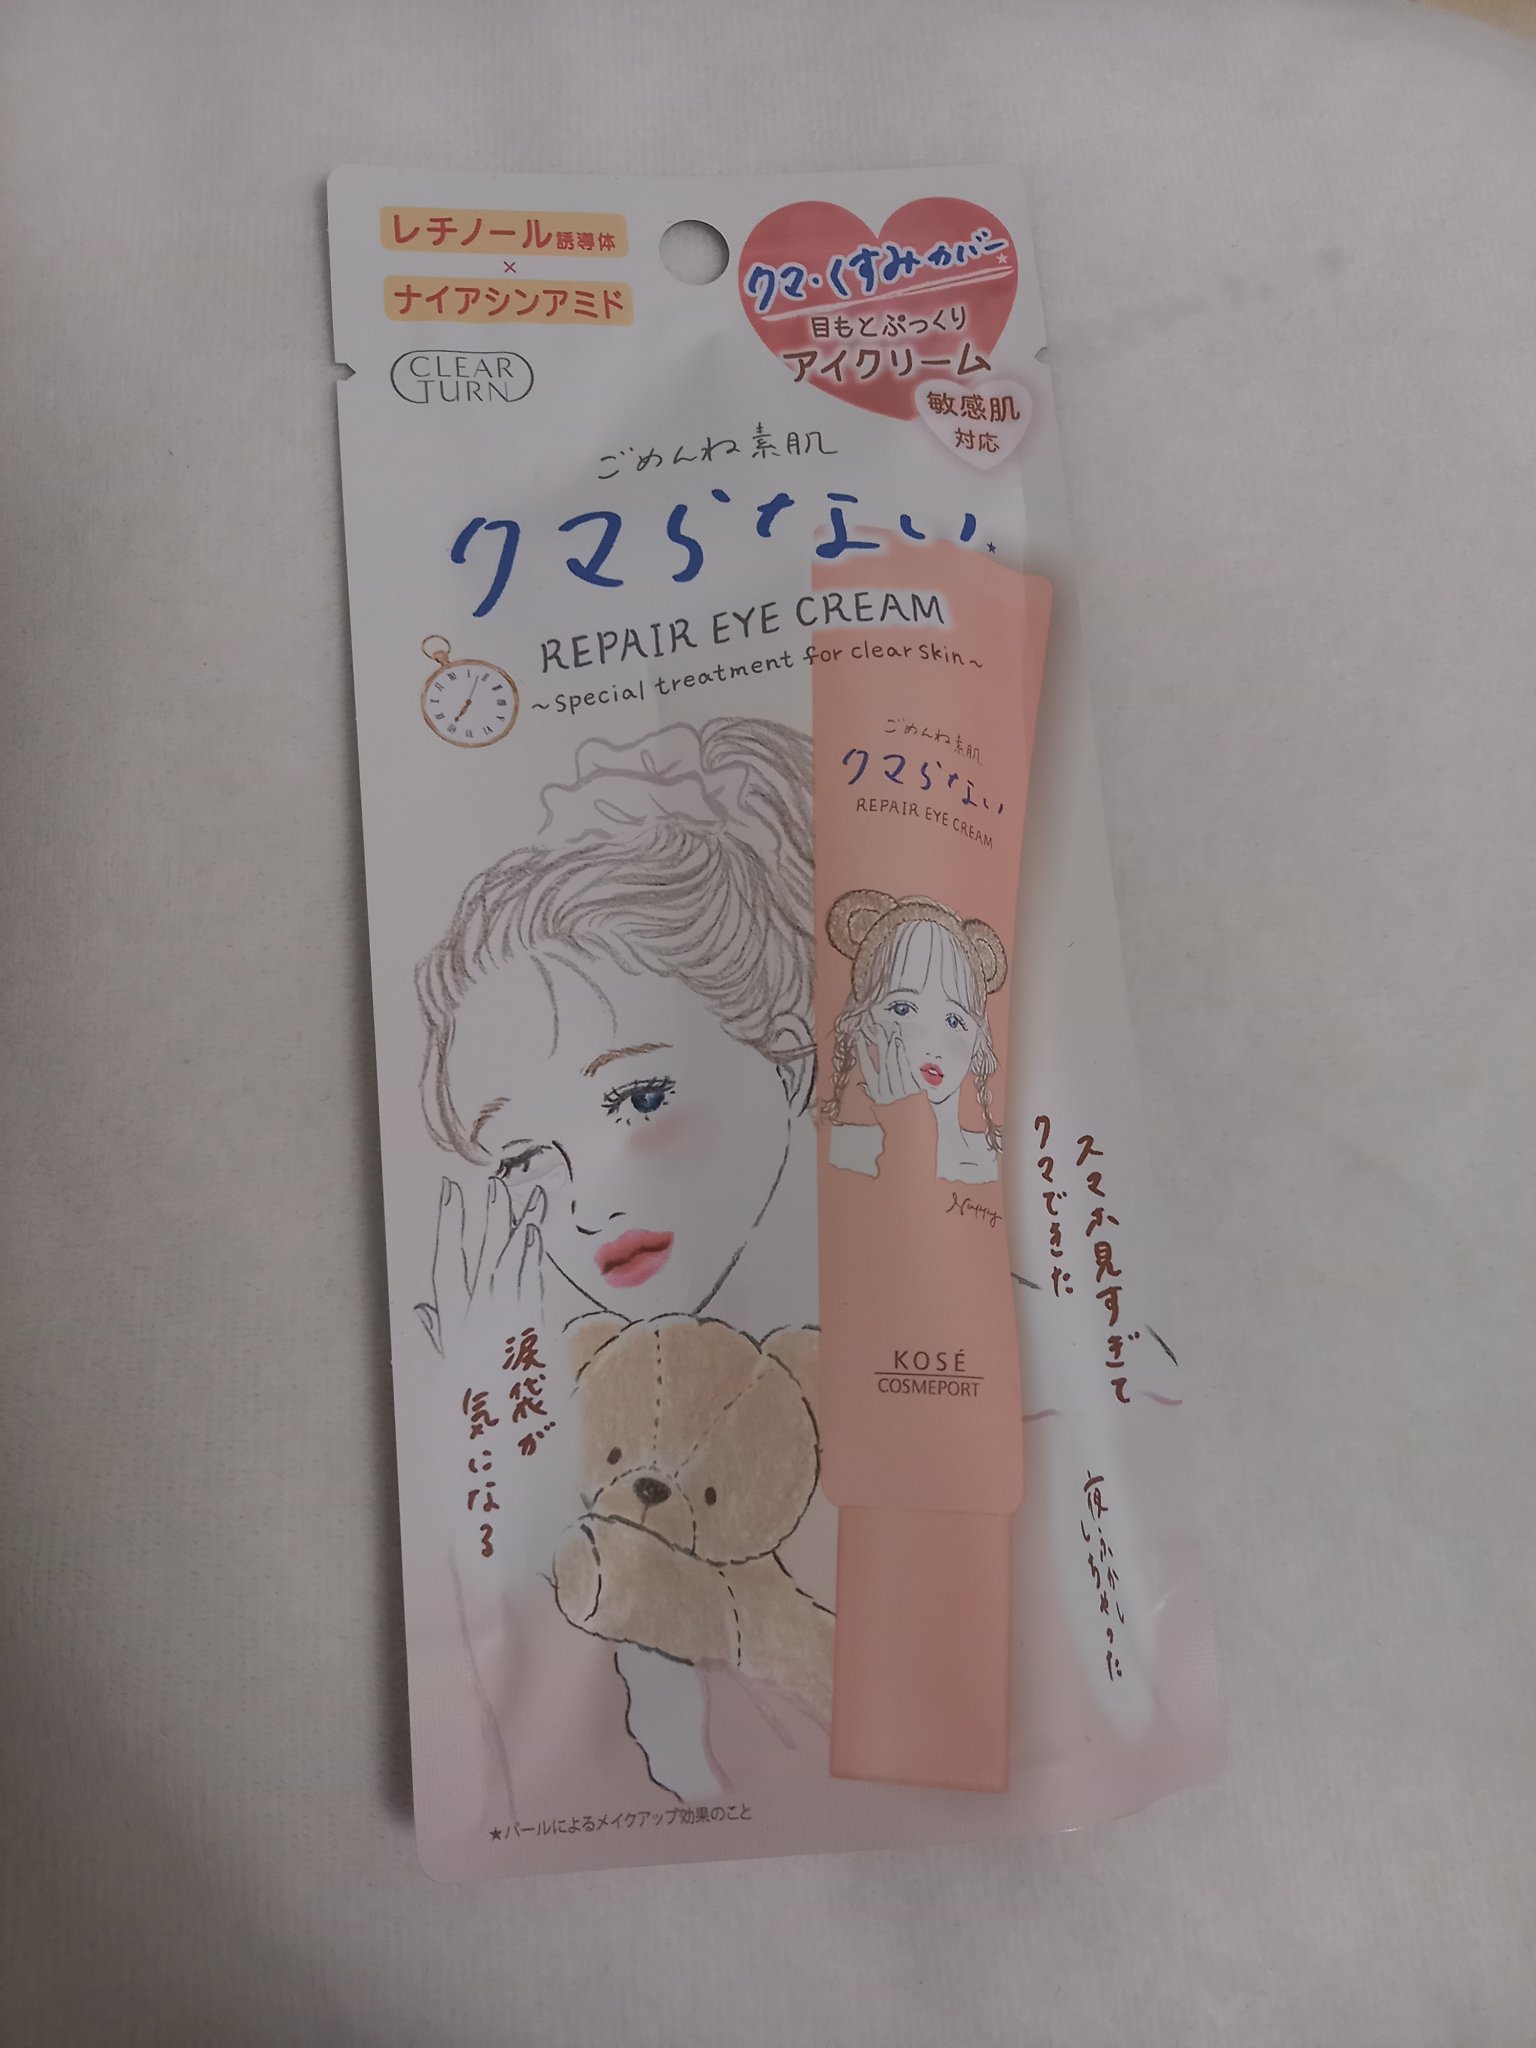 レチノール誘導体
×
ナイアシンアミド
CLEAR
TURN
クマ・くすみカバー★
目もとぷっくり
アイクリーム
敏感肌
対応
ごめんね素肌
クマらない★
REPAIR EYE CREAM
~special treatment for clear skin~
ごめんね素肌
クマらない
REPAIR EYE CREAM
Nappy
KOSÉ
COSMEPORT
スマホ見すぎて
クマできた
夜ふかし
しちゃった
涙袋が
気になる
★パールによるメイクアップ効果のこと